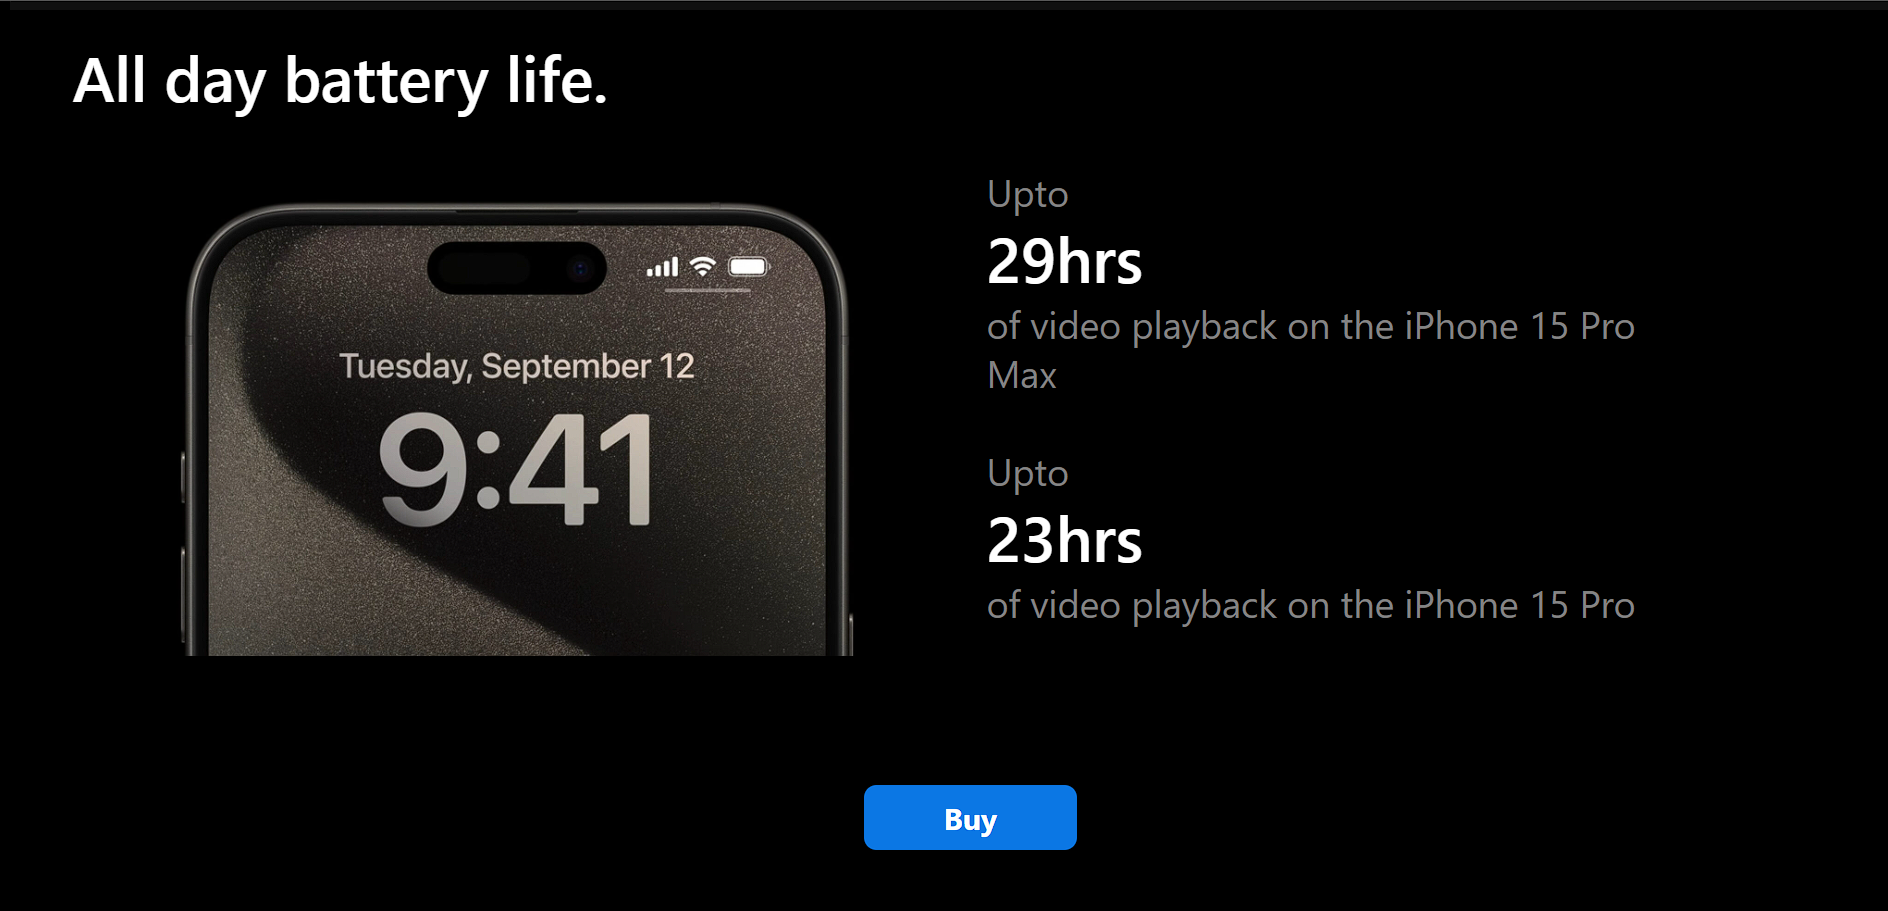 All day battery life.
Tuesday, September 12
9:41
Upto
29hrs
of video playback on the iPhone 15 Pro
Max
Upto
23hrs
of video playback on the iPhone 15 Pro
Buy